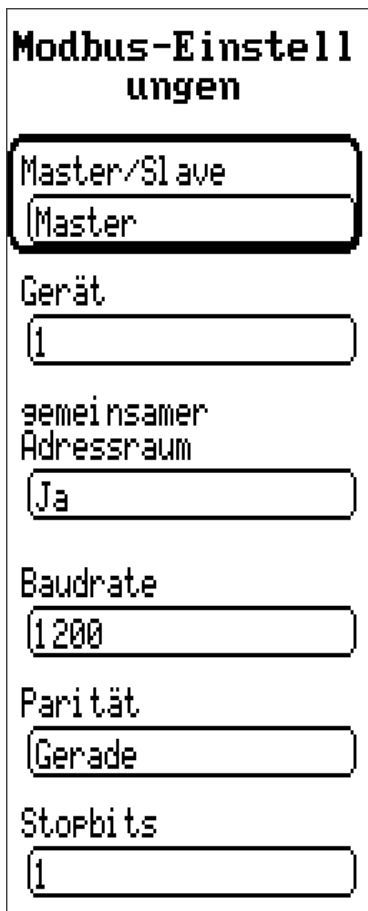 Modbus-Einstell
ungen
Master/Slave
Master
Gerät
1
gemeinsamer
Adressraum
Ja
Baudrate
1200
Parität
Gerade
Stopbits
1